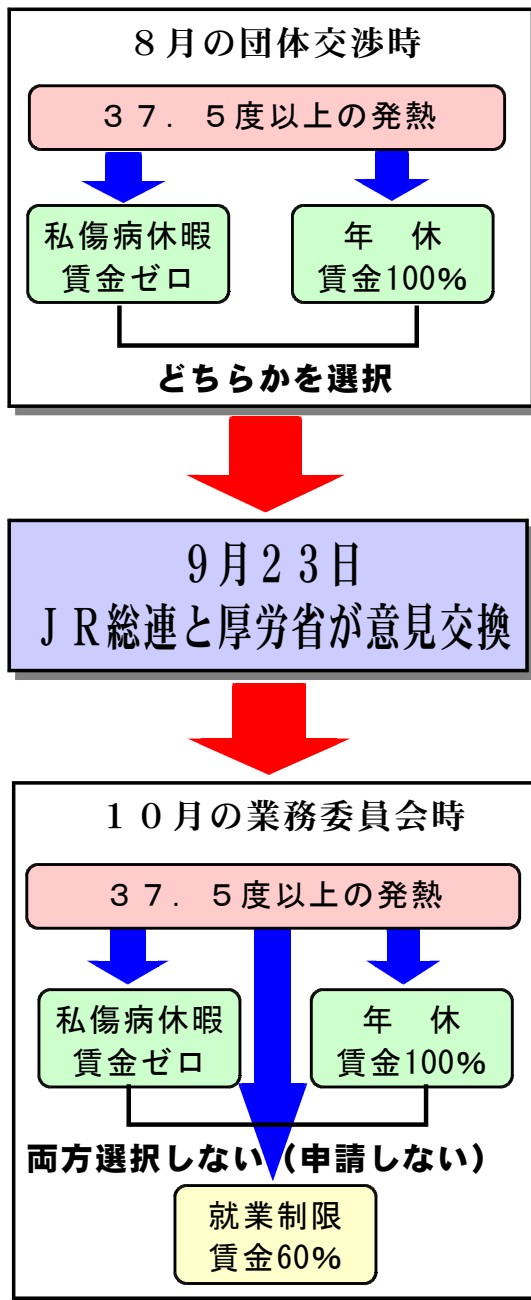 ８月の団体交渉時
３７．５度以上の発熱
私傷病休暇
賃金ゼロ
年　休
賃金100％
どちらかを選択
９月２３日
ＪＲ総連と厚労省が意見交換
１０月の業務委員会時
３７．５度以上の発熱
私傷病休暇
賃金ゼロ
年　休
賃金100％
両方選択しない（申請しない）
就業制限
賃金60％